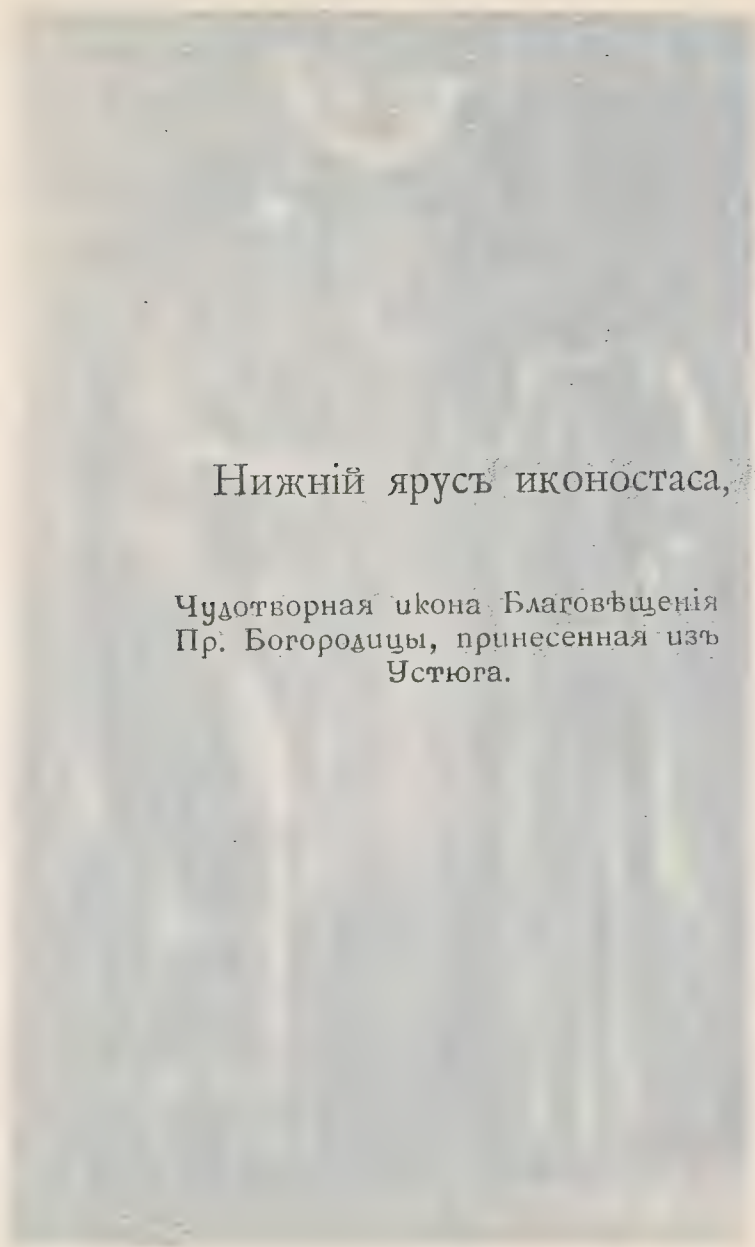 Нижній ярусъ иконостаса,
Чудотворная икона Благовѣщенія
Пр. Богородицы, принесенная изъ
Устюга.